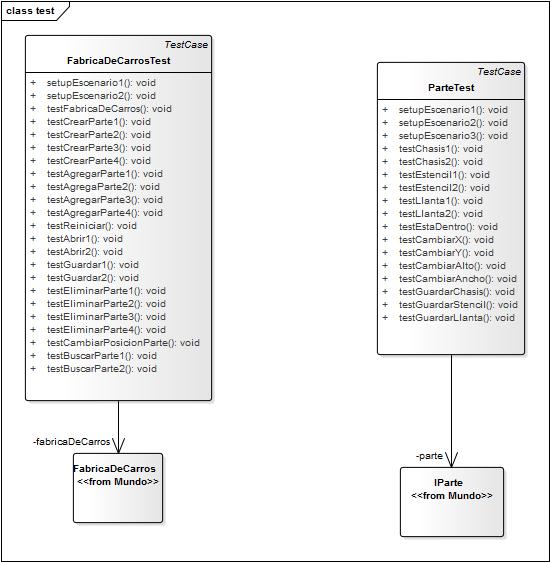 class test
TestCase
FabricaDeCarrosTest
+ setupEscenario1(): void
+ setupEscenario2(): void
+ testFabricaDeCarros(): void
+ testCrearParte1(): void
+ testCrearParte2(): void
+ testCrearParte3(): void
+ testCrearParte4(): void
+ testAgregarParte1(): void
+ testAgregaParte2(): void
+ testAgregarParte3(): void
+ testAgregarParte4(): void
+ testReiniciar(): void
+ testAbrir1(): void
+ testAbrir2(): void
+ testGuardar1(): void
+ testGuardar2(): void
+ testEliminarParte1(): void
+ testEliminarParte2(): void
+ testEliminarParte3(): void
+ testEliminarParte4(): void
+ testCambiarPosicionParte(): void
+ testBuscarParte1(): void
+ testBuscarParte2(): void
-fabricaDeCarros
FabricaDeCarros
<<from Mundo>>
TestCase
ParteTest
+ setupEscenario1(): void
+ setupEscenario2(): void
+ setupEscenario3(): void
+ testChasis1(): void
+ testChasis2(): void
+ testEstencil1(): void
+ testEstencil2(): void
+ testLlanta1(): void
+ testLlanta2(): void
+ testEstaDentro(): void
+ testCambiarX(): void
+ testCambiarY(): void
+ testCambiarAlto(): void
+ testCambiarAncho(): void
+ testGuardarChasis(): void
+ testGuardarStencil(): void
+ testGuardarLlanta(): void
-parte
IParte
<<from Mundo>>